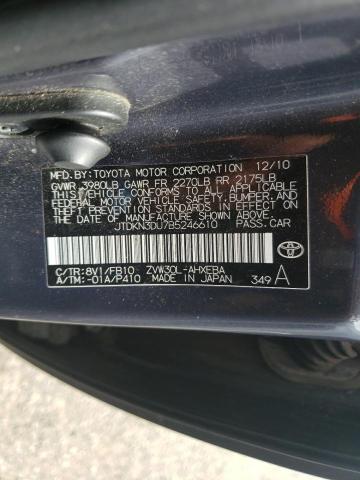 MFD. BY: TOYOTA MOTOR CORPORATION 12/10
GVWR 3980LB GAWR FR 2270LB RR 2175LB
THIS VEHICLE CONFORMS TO ALL APPLICABLE
FEDERAL MOTOR VEHICLE SAFETY, BUMPER, AND
THEFT PREVENTION STANDARDS IN EFFECT ON
THE DATE OF MANUFACTURE SHOWN ABOVE.
JTDKN3DU7B5246610 PASS.CAR
C/TR:8V1/FB10 ZVW30L-AHXEBA
A/TM:-01A/P410 MADE IN JAPAN 349 A